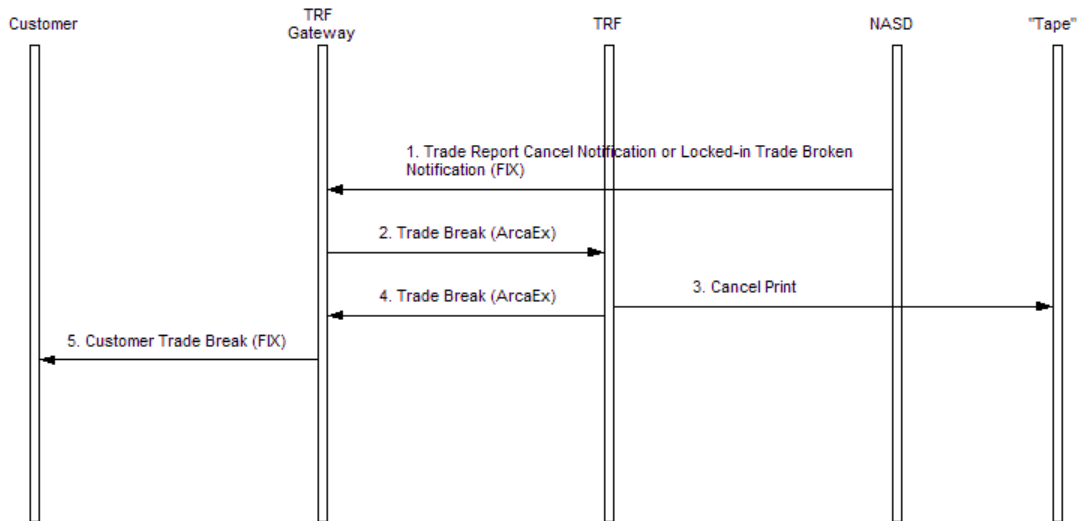 Customer
TRF
Gateway
TRF
NASD
"Tape"
1. Trade Report Cancel Notification or Locked-in Trade Broken
Notification (FIX)
2. Trade Break (ArcaEx)
3. Cancel Print
4. Trade Break (ArcaEx)
5. Customer Trade Break (FIX)